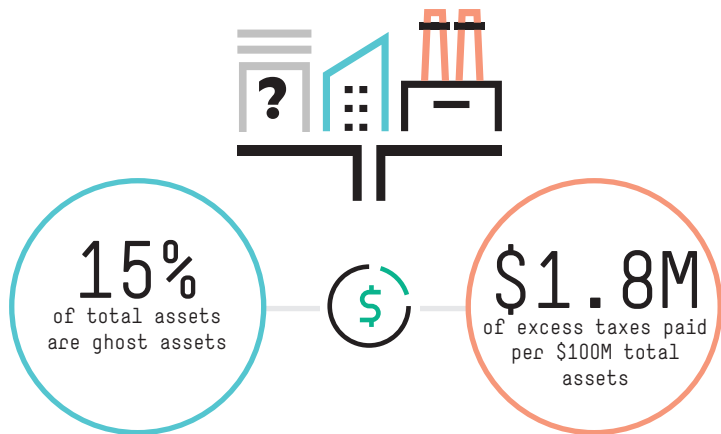 ?
15%
of total assets
are ghost assets
$
$1.8M
of excess taxes paid
per $100M total
assets